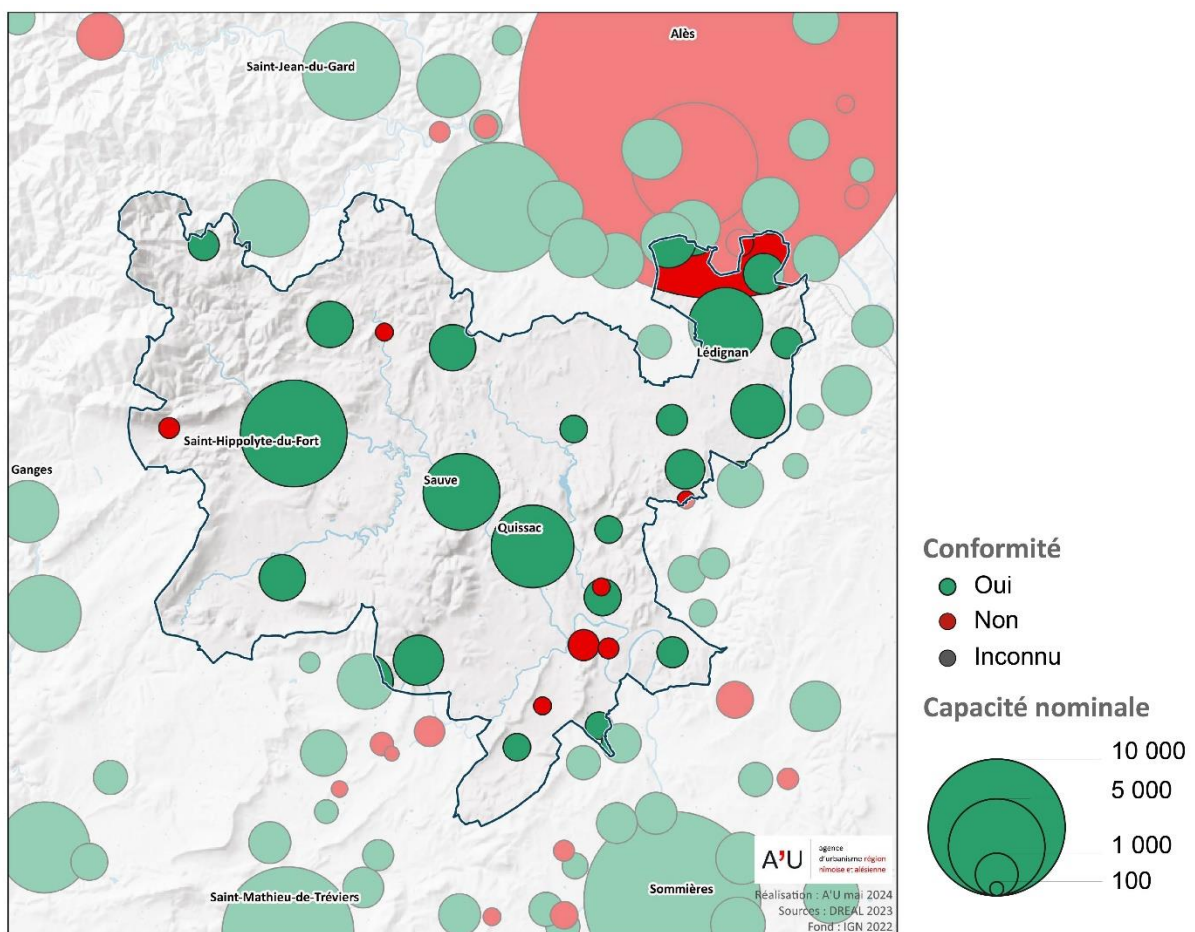 Alès
Saint-Jean-du-Gard
Lédignan
Saint-Hippolyte-du-Fort
Ganges
Sauve
Quissac
Saint-Mathieu-de-Tréviers
Sommières
A'U
agence
d'urbanisme région
nîmoise et alésienne
Réalisation : A'U mai 2024
Sources : DREAL 2023
Fond : IGN 2022
Conformité
Oui
Non
Inconnu
Capacité nominale
10 000
5 000
1 000
100